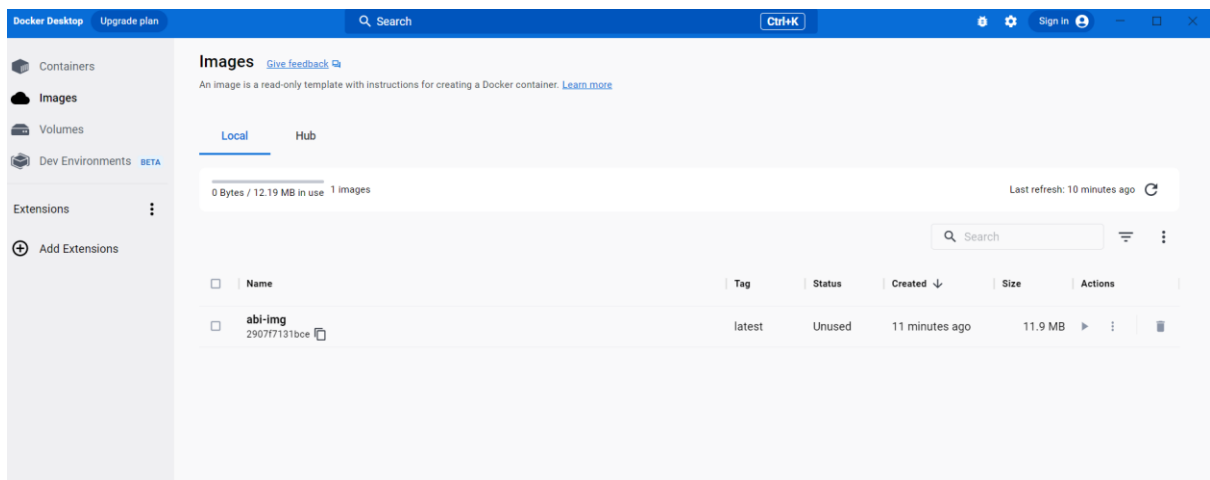 Docker Desktop Upgrade plan Search Ctrl+K Sign in
Containers
Images
Volumes
Dev Environments BETA
Extensions
Add Extensions
Images Give feedback
An image is a read-only template with instructions for creating a Docker container. Learn more
Local Hub
0 Bytes / 12.19 MB in use 1 images Last refresh: 10 minutes ago
Search
Name Tag Status Created Size Actions
abi-img latest Unused 11 minutes ago 11.9 MB
2907f7131bce